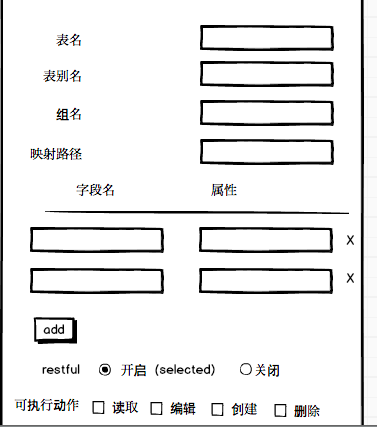 表名
表别名
组名
映射路径
字段名 属性
X
X
add
restful 开启 (selected) 关闭
可执行动作 读取 编辑 创建 删除